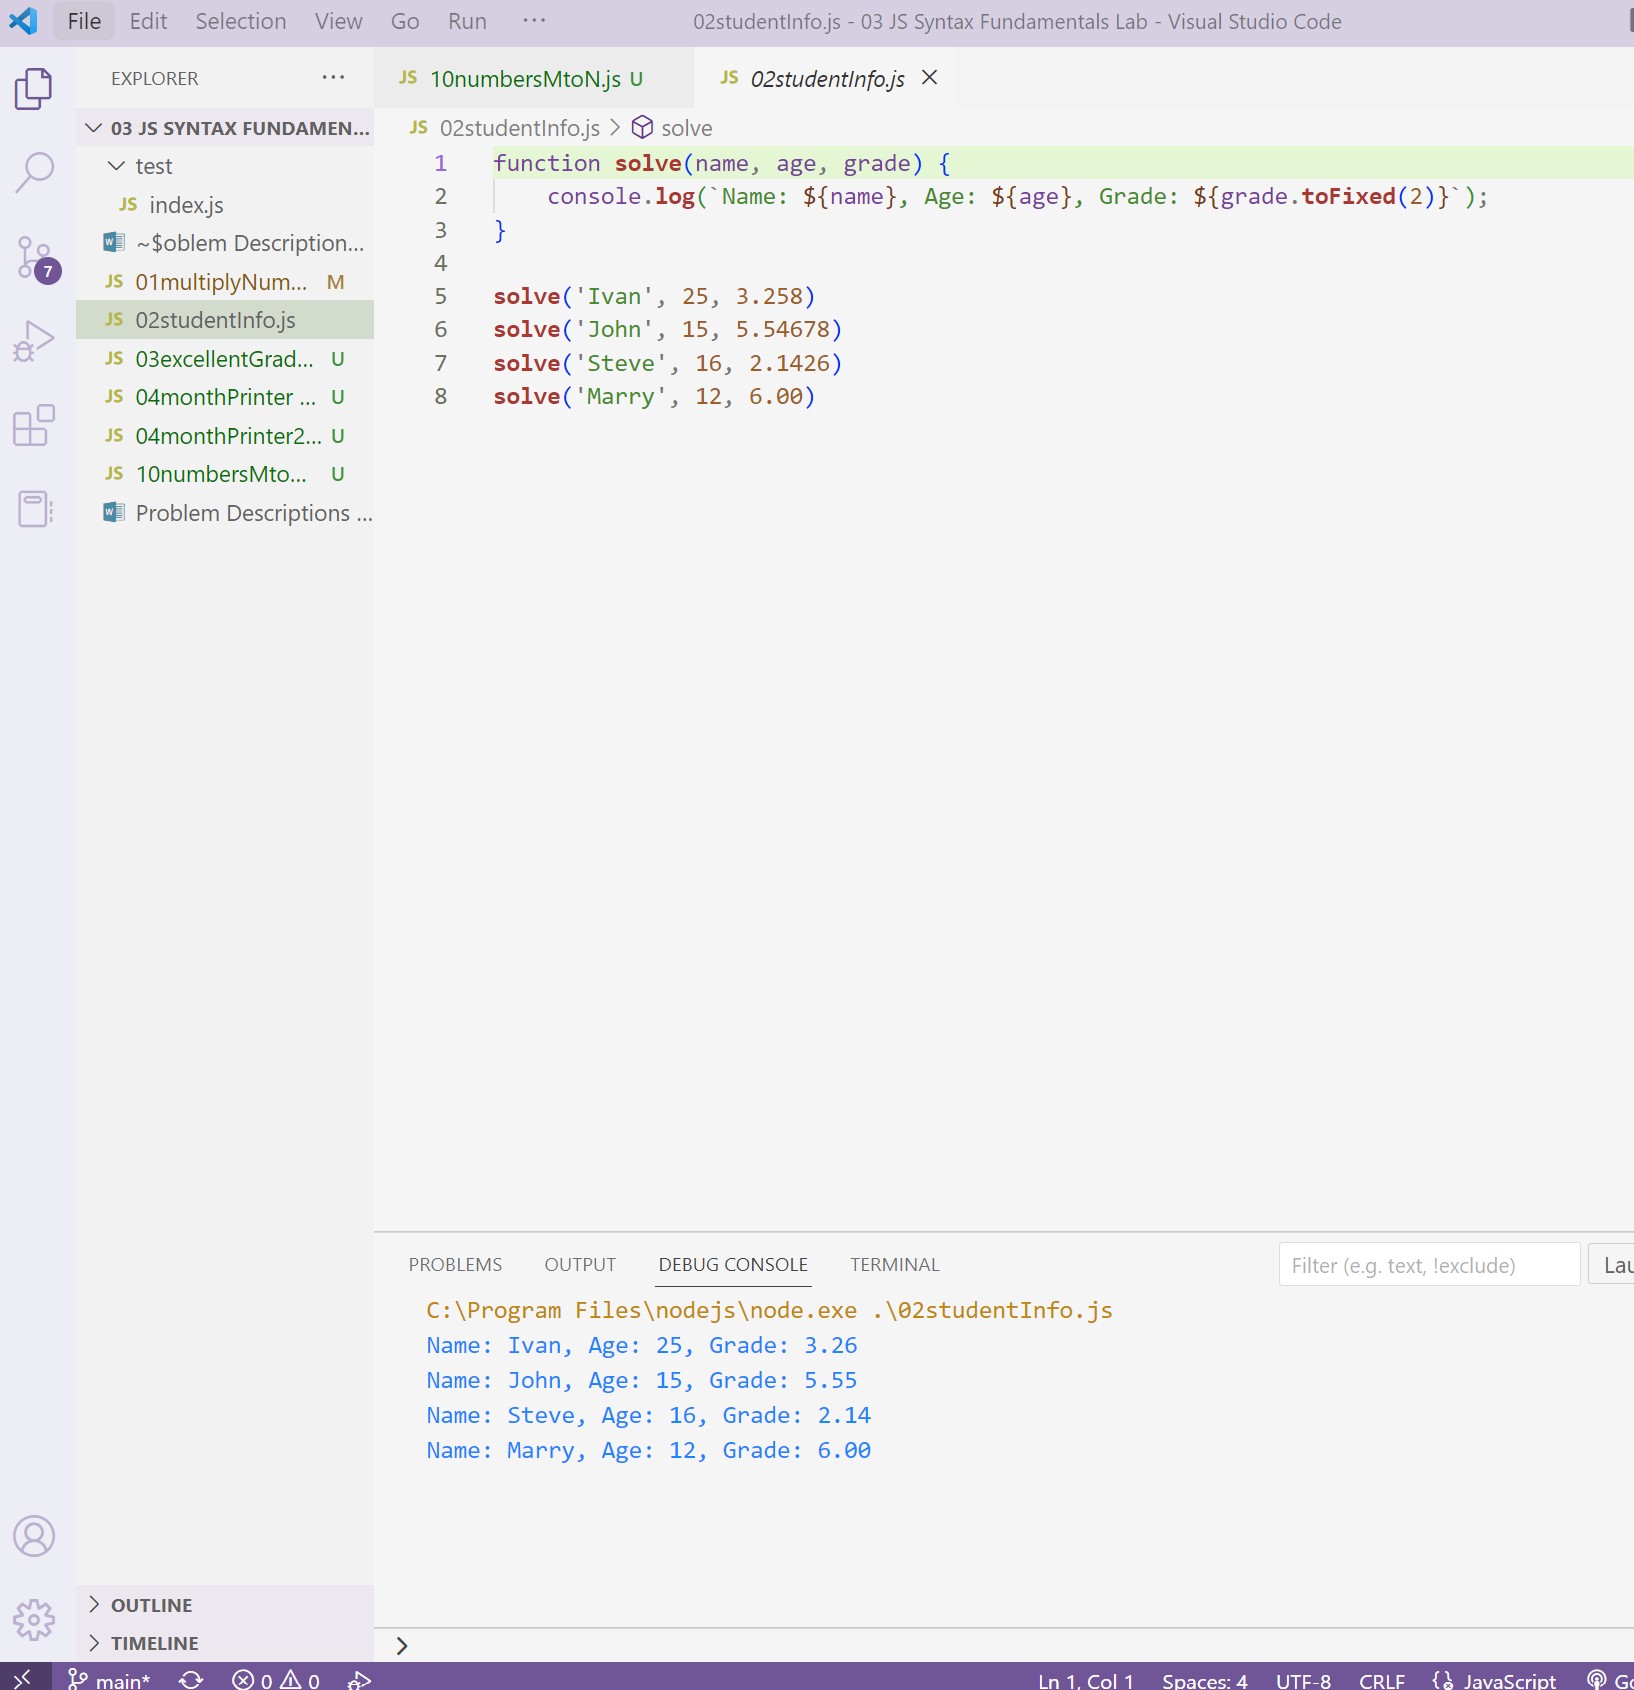 File Edit Selection View Go Run ··· 02studentInfo.js - 03 JS Syntax Fundamentals Lab - Visual Studio Code
EXPLORER ···
03 JS SYNTAX FUNDAMEN...
test
JS index.js
~$oblem Description...
JS 01multiplyNum... M
JS 02studentInfo.js
JS 03excellentGrad... U
JS 04monthPrinter ... U
JS 04monthPrinter2... U
JS 10numbersMto... U
Problem Descriptions ...
7
OUTLINE
TIMELINE
JS 10numbersMtoN.js U JS 02studentInfo.js
JS 02studentInfo.js > solve
1 function solve(name, age, grade) {
2     console.log(`Name: ${name}, Age: ${age}, Grade: ${grade.toFixed(2)}`);
3 }
4
5 solve('Ivan', 25, 3.258)
6 solve('John', 15, 5.54678)
7 solve('Steve', 16, 2.1426)
8 solve('Marry', 12, 6.00)
PROBLEMS OUTPUT DEBUG CONSOLE TERMINAL Filter (e.g. text, !exclude)
C:\Program Files\nodejs\node.exe .\02studentInfo.js
Name: Ivan, Age: 25, Grade: 3.26
Name: John, Age: 15, Grade: 5.55
Name: Steve, Age: 16, Grade: 2.14
Name: Marry, Age: 12, Grade: 6.00
>
main* 0 0 Ln 1, Col 1 Spaces: 4 UTF-8 CRLF JavaScript